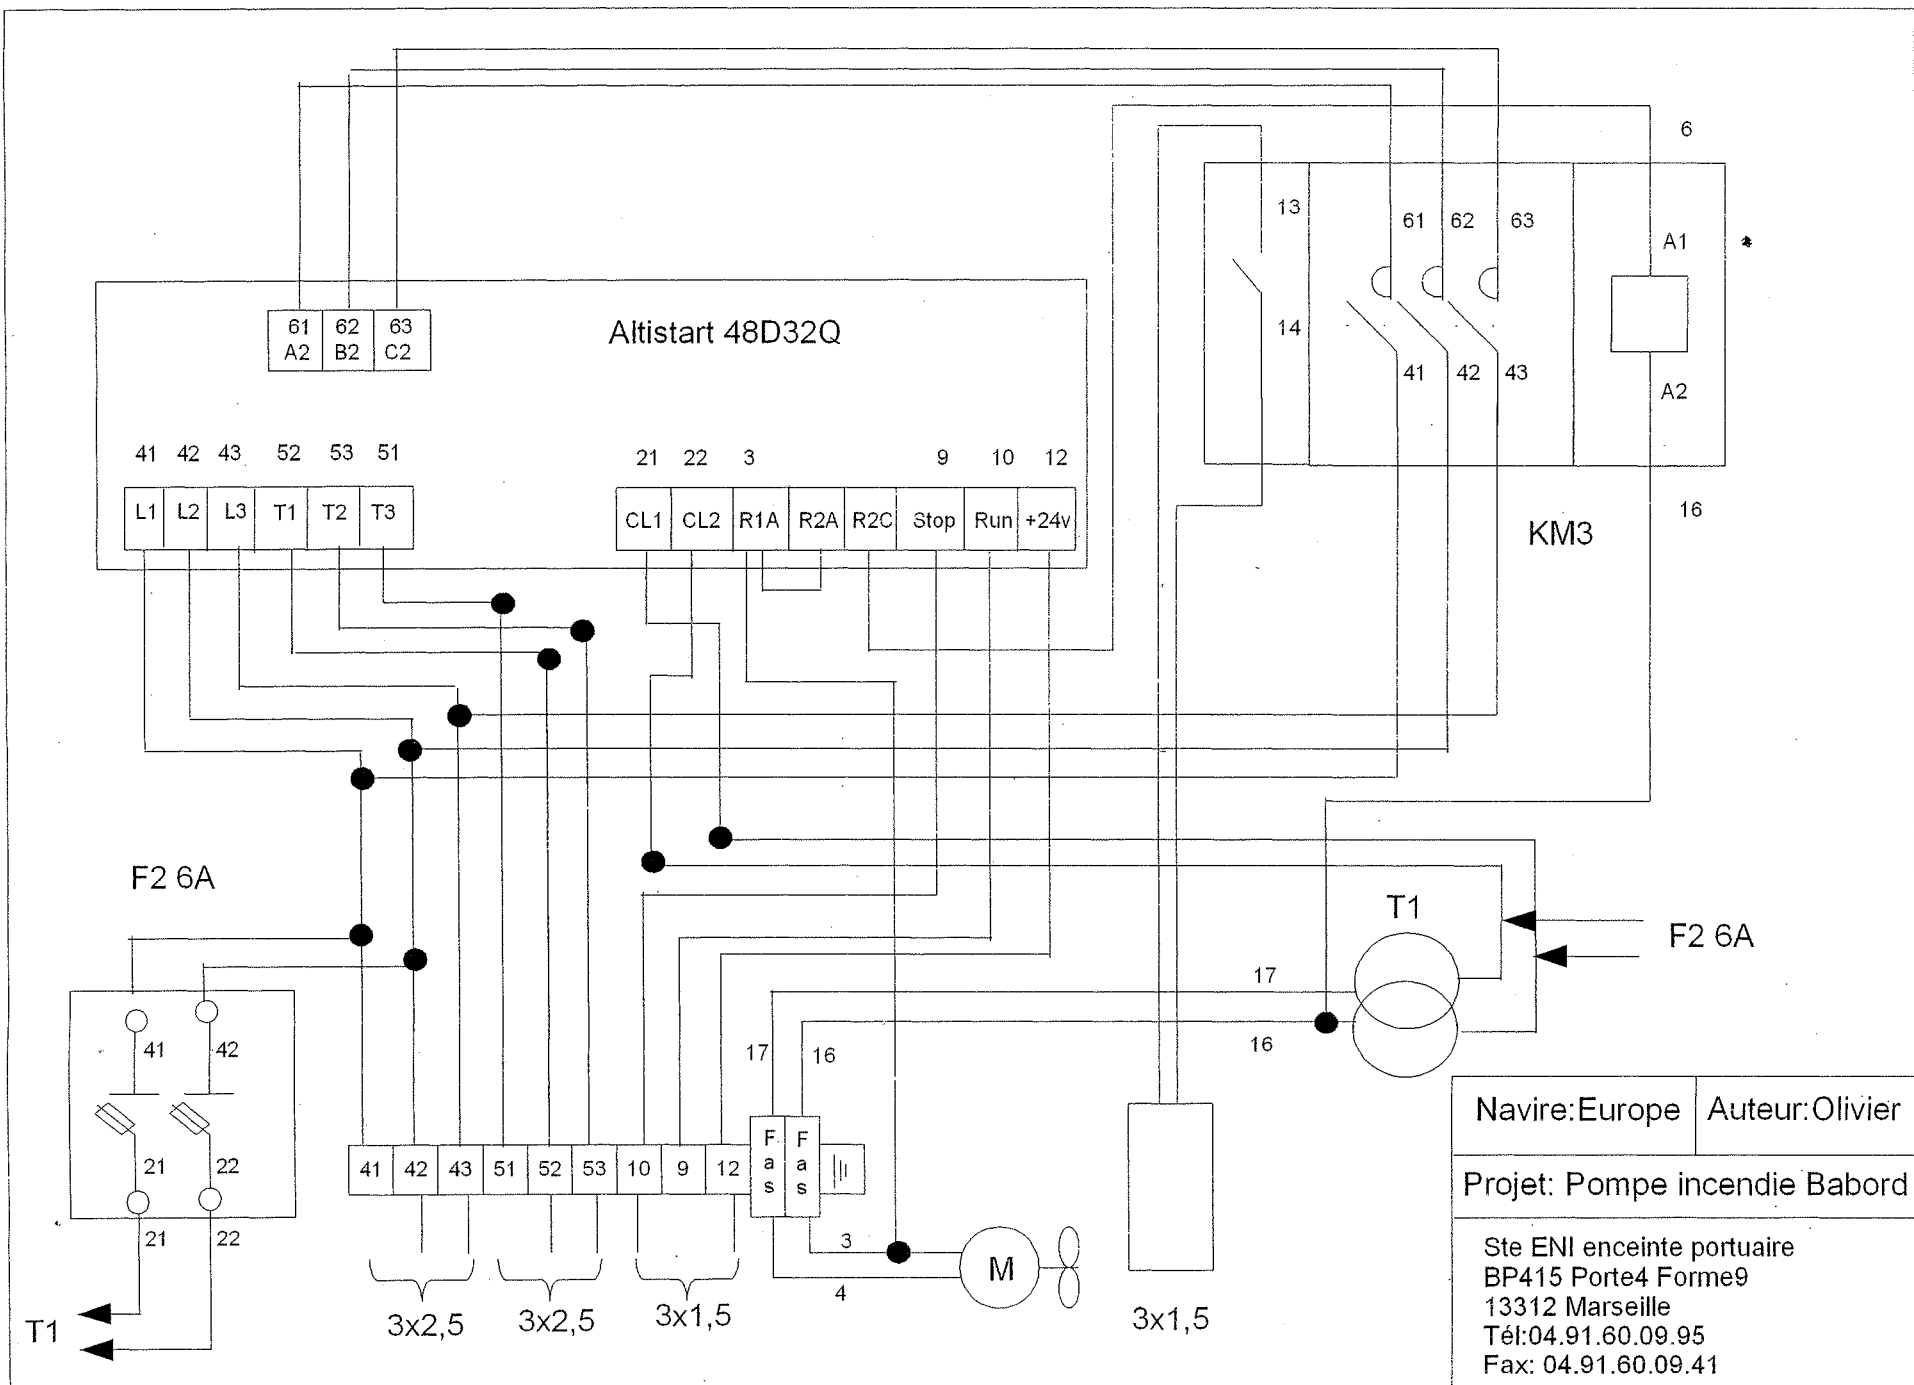 6
13
61 62 63
A1
14
41 42 43
A2
KM3
16
Altistart 48D32Q
61 62 63
A2 B2 C2
41 42 43 52 53 51
L1 L2 L3 T1 T2 T3
21 22 3 9 10 12
CL1 CL2 R1A R2A R2C Stop Run +24v
F2 6A
T1
F2 6A
17
16
17 16
41 42
21 22
21 22
T1
41 42 43 51 52 53 10 9 12 Fas Fas
3
4
M
3x2,5 3x2,5 3x1,5
3x1,5
Navire:Europe Auteur:Olivier
Projet: Pompe incendie Babord
Ste ENI enceinte portuaire
BP415 Porte4 Forme9
13312 Marseille
Tél:04.91.60.09.95
Fax: 04.91.60.09.41